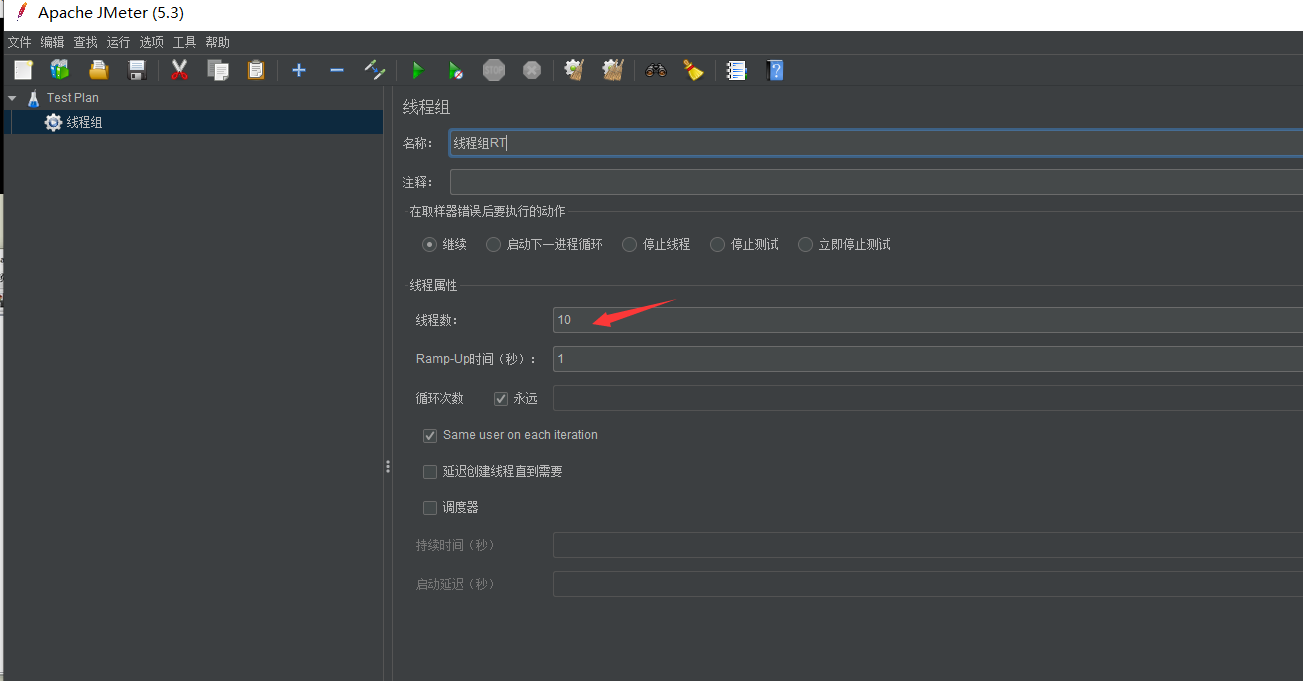 Apache JMeter (5.3)
文件 编辑 查找 运行 选项 工具 帮助
STOP
Test Plan
线程组
线程组
名称： 线程组RT
注释：
在取样器错误后要执行的动作
继续 启动下一进程循环 停止线程 停止测试 立即停止测试
线程属性
线程数： 10
Ramp-Up时间（秒）： 1
循环次数 永远
Same user on each iteration
延迟创建线程直到需要
调度器
持续时间（秒）
启动延迟（秒）